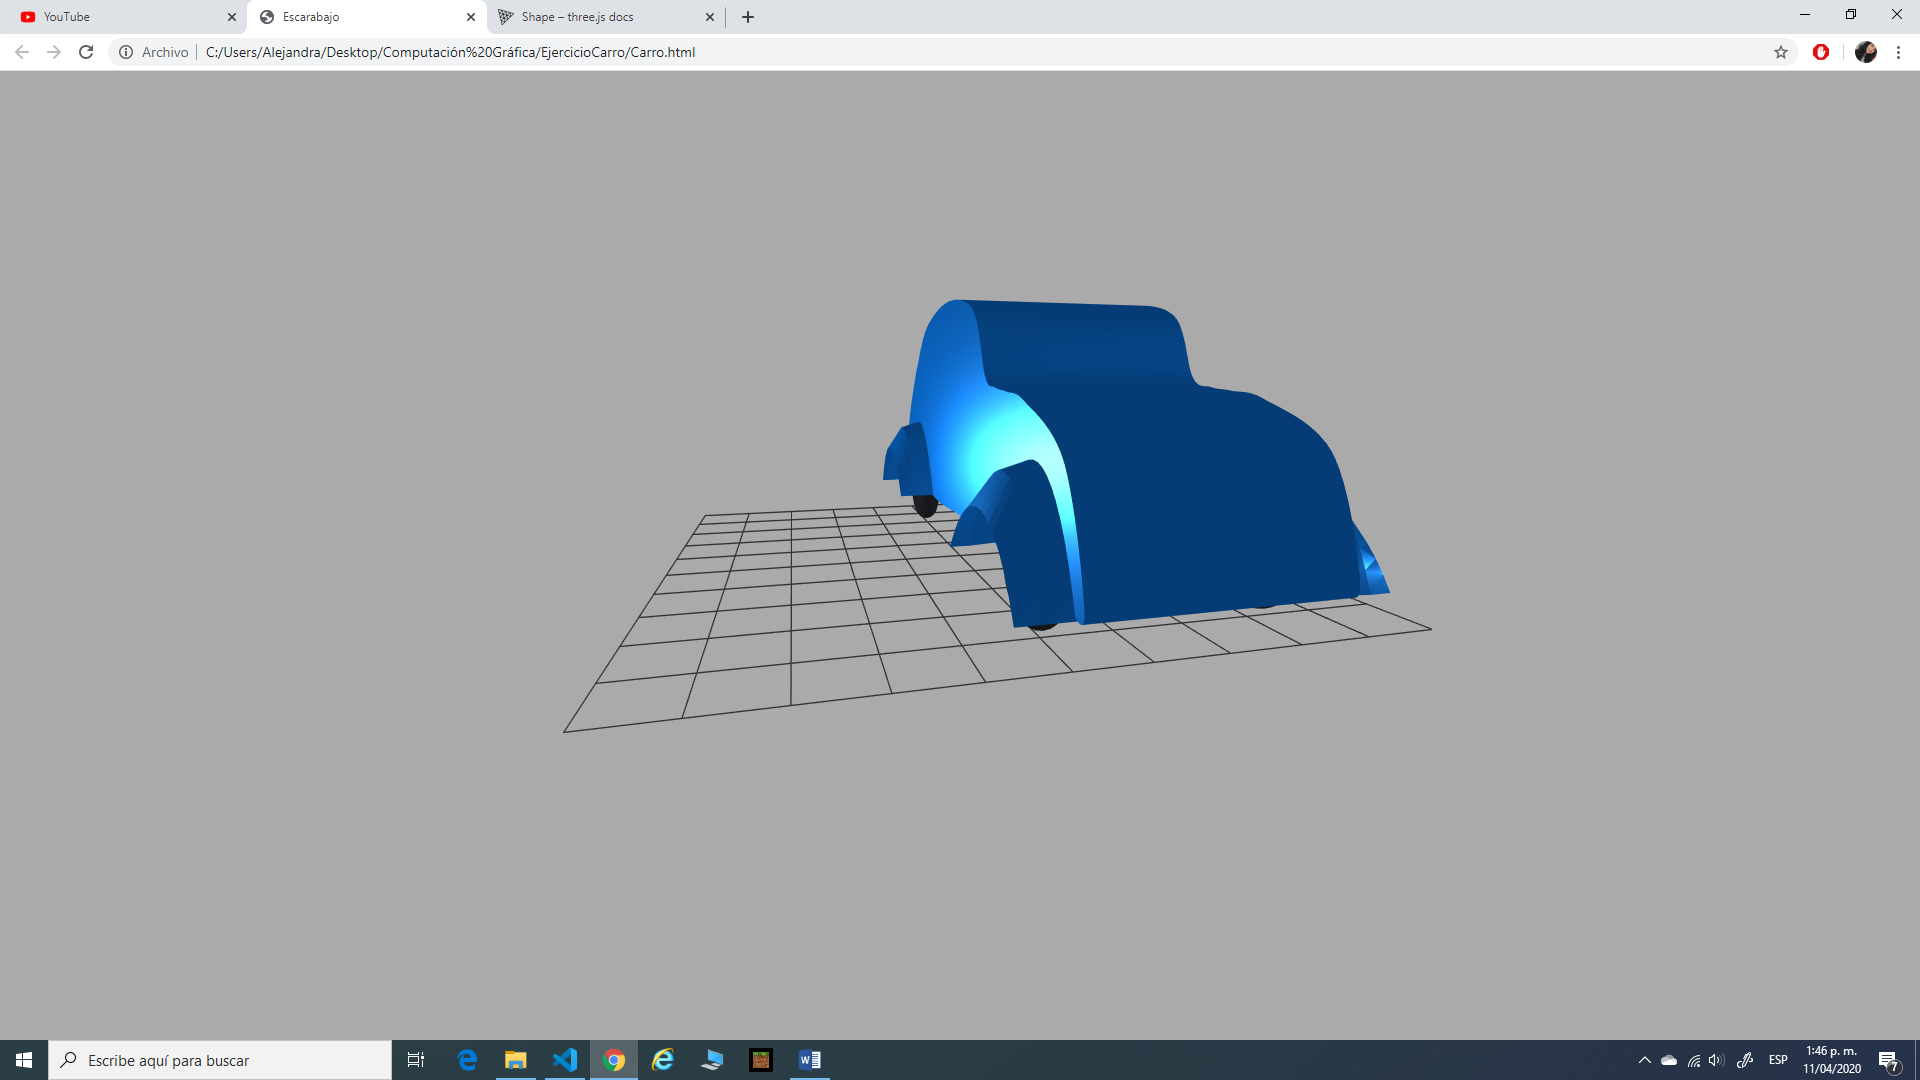 YouTube
Escarabajo
Shape – three.js docs
Archivo
C:/Users/Alejandra/Desktop/Computación%20Gráfica/EjercicioCarro/Carro.html
Escribe aquí para buscar
ESP
1:46 p. m.
11/04/2020
7